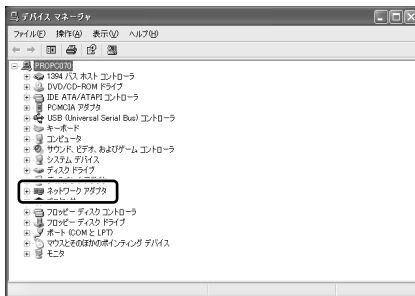 デバイス マネージャ
ファイル(F) 操作(A) 表示(V) ヘルプ(H)
PROPC070
1394 バス ホスト コントローラ
DVD/CD-ROM ドライブ
IDE ATA/ATAPI コントローラ
PCMCIA アダプタ
USB (Universal Serial Bus) コントローラ
キーボード
コンピュータ
サウンド、ビデオ、およびゲーム コントローラ
システム デバイス
ディスク ドライブ
ネットワーク アダプタ
フロッピー ディスク コントローラ
フロッピー ディスク ドライブ
ポート (COM と LPT)
マウスとそのほかのポインティング デバイス
モニタ